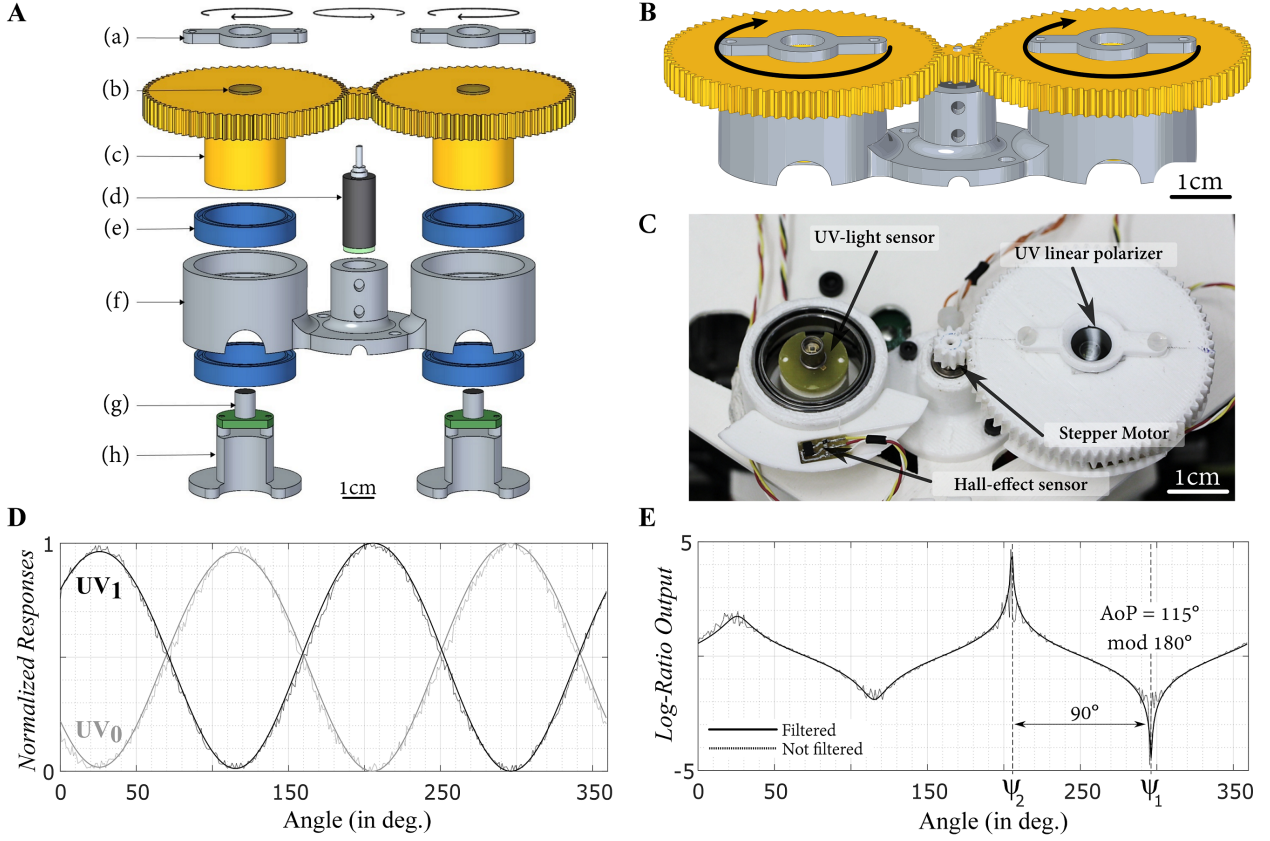 A
(a)
(b)
(c)
(d)
(e)
(f)
(g)
(h)
1cm
B
1cm
C
UV-light sensor
UV linear polarizer
Stepper Motor
Hall-effect sensor
1cm
D
Normalized Responses
1
0
UV1
UV0
0
50
150
250
350
Angle (in deg.)
E
Log-Ratio Output
5
-5
AoP = 115°
mod 180°
90°
Filtered
Not filtered
0
50
150
Ψ2
250
Ψ1
350
Angle (in deg.)